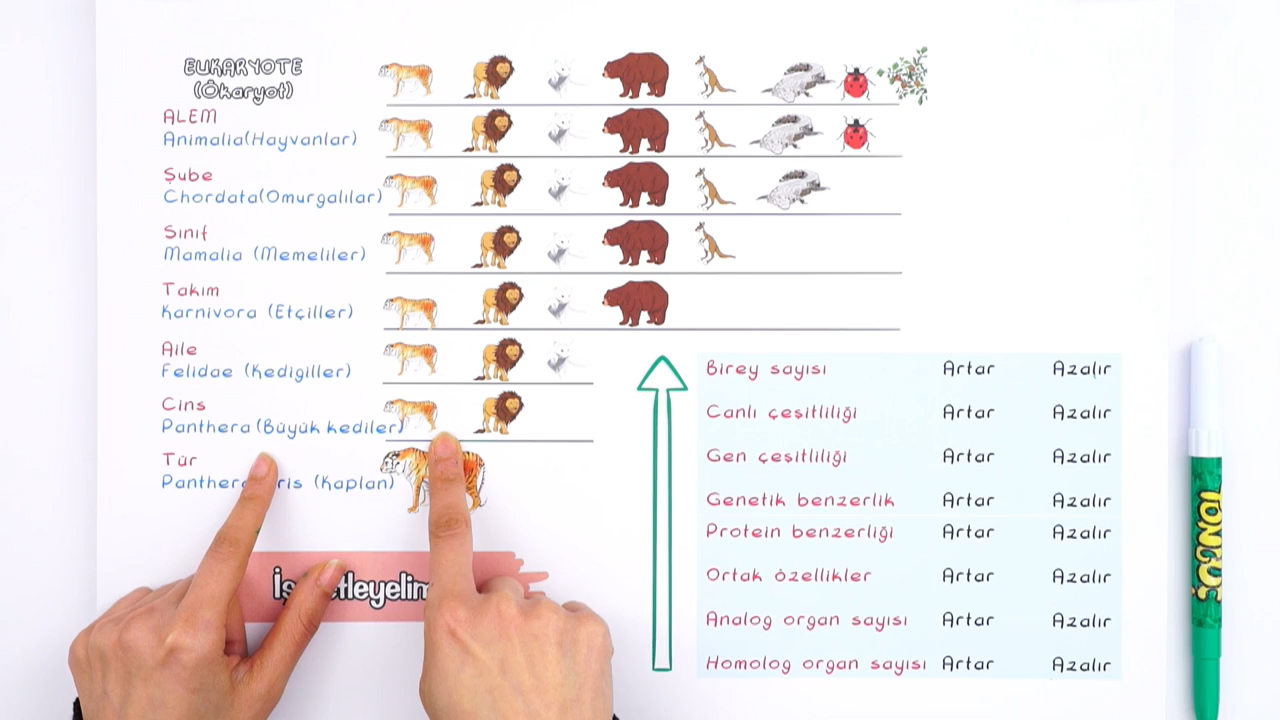 EUKARYOTE
(Ökaryot)
ALEM
Animalia(Hayvanlar)
Şube
Chordata(Omurgalılar)
Sınıf
Mamalia (Memeliler)
Takım
Karnivora (Etçiller)
Aile
Felidae (Kedigiller)
Cins
Panthera (Büyük kediler)
Tür
(Kaplan)
Birey sayısı Artar Azalır
Canlı çeşitliliği Artar Azalır
Gen çeşitliliği Artar Azalır
Genetik benzerlik Artar Azalır
Protein benzerliği Artar Azalır
Ortak özellikler Artar Azalır
Analog organ sayısı Artar Azalır
Homolog organ sayısı Artar Azalır
TONGUÇ